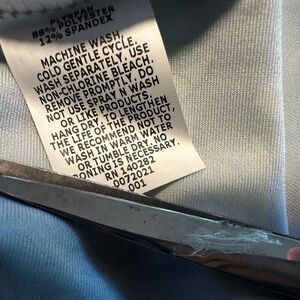 88% POLYESTER
12% SPANDEX
MACHINE WASH,
COLD GENTLE CYCLE.
WASH SEPARATELY, USE
NON-CHLORINE BLEACH.
REMOVE PROMPTLY. DO
NOT USE SPRAY N WASH
OR LIKE PRODUCTS.
HANG DRY. TO LENGTHEN
THE LIFE OF THE PRODUCT,
WE RECOMMEND NOT TO
WASH IN WARM WATER
OR TUMBLE DRY. NO
ONING IS NECESSARY.
RN 140282
0072021
001